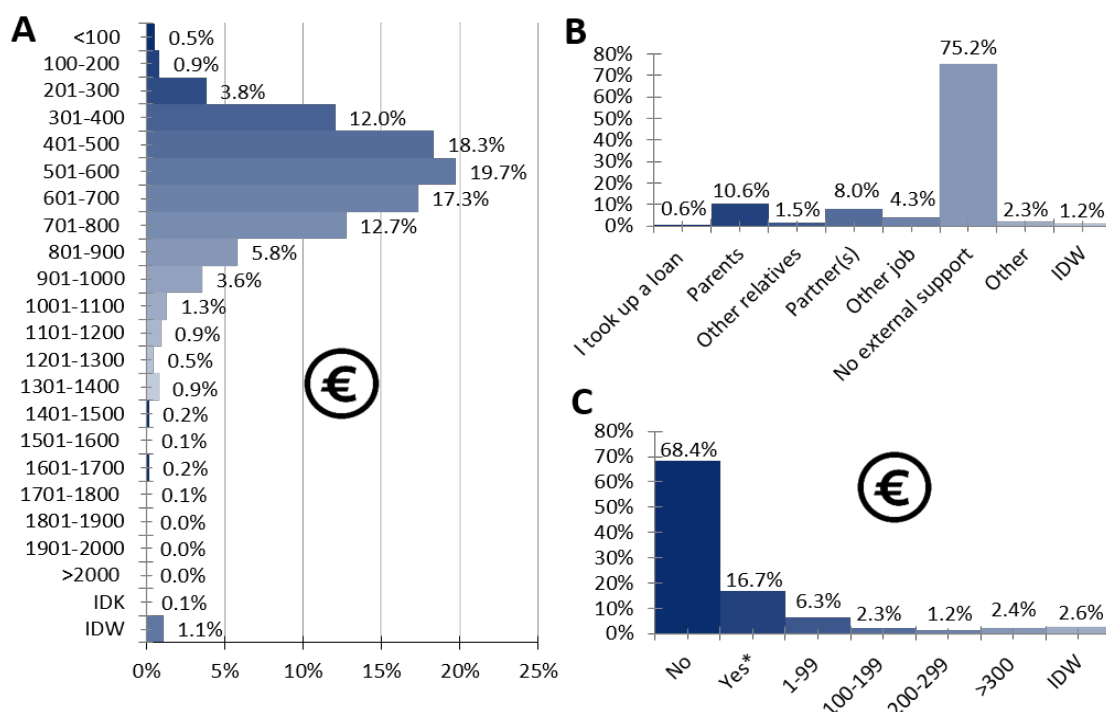 A
<100 0.5%
100-200 0.9%
201-300 3.8%
301-400 12.0%
401-500 18.3%
501-600 19.7%
601-700 17.3%
701-800 12.7%
801-900 5.8%
901-1000 3.6%
1001-1100 1.3%
1101-1200 0.9%
1201-1300 0.5%
1301-1400 0.9%
1401-1500 0.2%
1501-1600 0.1%
1601-1700 0.2%
1701-1800 0.1%
1801-1900 0.0%
1901-2000 0.0%
>2000 0.0%
IDK 0.1%
IDW 1.1%
0% 5% 10% 15% 20% 25%
€
B
80%
70%
60%
50%
40%
30%
20%
10%
0%
0.6% 10.6% 1.5% 8.0% 4.3% 75.2% 2.3% 1.2%
I took up a loan
Parents
Other relatives
Partner(s)
Other job
No external support
Other
IDW
C
80%
70%
60%
50%
40%
30%
20%
10%
0%
68.4% 16.7% 6.3% 2.3% 1.2% 2.4% 2.6%
€
No
Yes*
1-99
100-199
200-299
>300
IDW